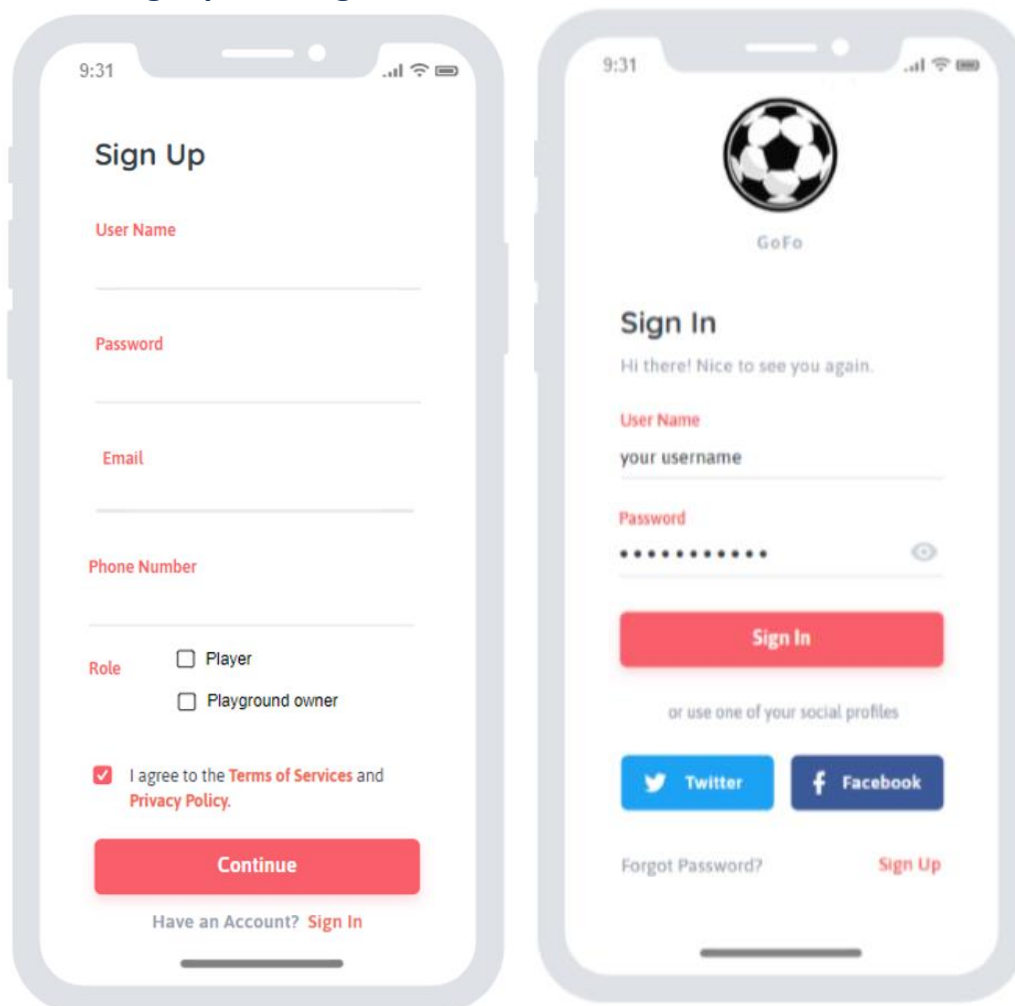 9:31
Sign Up
User Name
Password
Email
Phone Number
Role
Player
Playground owner
I agree to the Terms of Services and
Privacy Policy.
Continue
Have an Account? Sign In
9:31
GoFo
Sign In
Hi there! Nice to see you again.
User Name
your username
Password
Sign In
or use one of your social profiles
Twitter
Facebook
Forgot Password? Sign Up